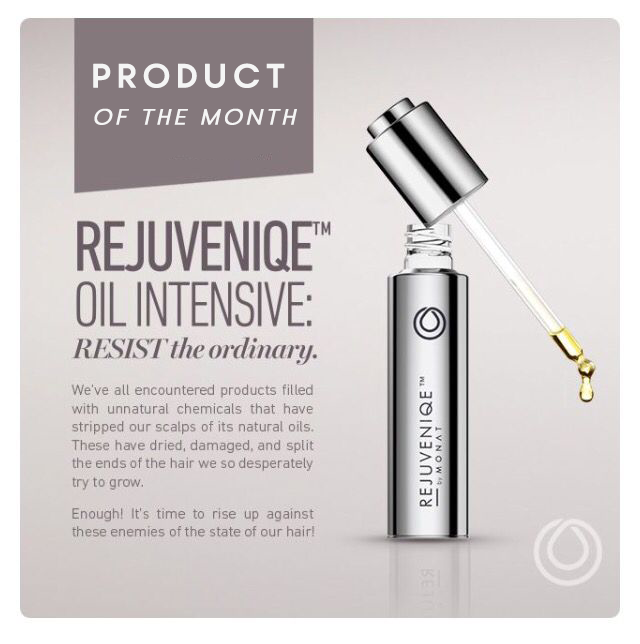 PRODUCT
OF THE MONTH
REJUVENIQE™
OIL INTENSIVE:
RESIST the ordinary.
We've all encountered products filled
with unnatural chemicals that have
stripped our scalps of its natural oils.
These have dried, damaged, and split
the ends of the hair we so desperately
try to grow.
Enough! It's time to rise up against
these enemies of the state of our hair!
REJUVENIQE™
by MONAT